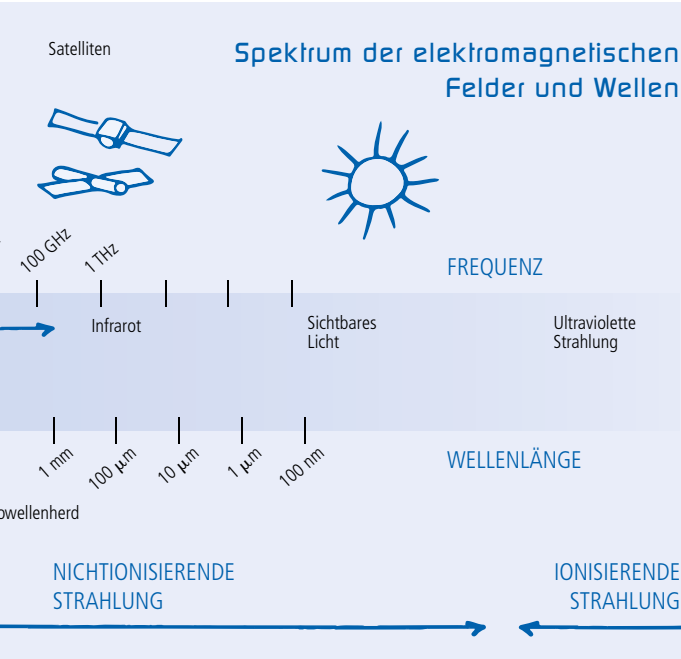 Satelliten
Spektrum der elektromagnetischen
Felder und Wellen
100 GHz
1 THz
FREQUENZ
Infrarot
Sichtbares
Licht
Ultraviolette
Strahlung
1 mm
100 µm
10 µm
1 µm
100 nm
WELLENLÄNGE
owellenherd
NICHTIONISIERENDE
STRAHLUNG
IONISIERENDE
STRAHLUNG